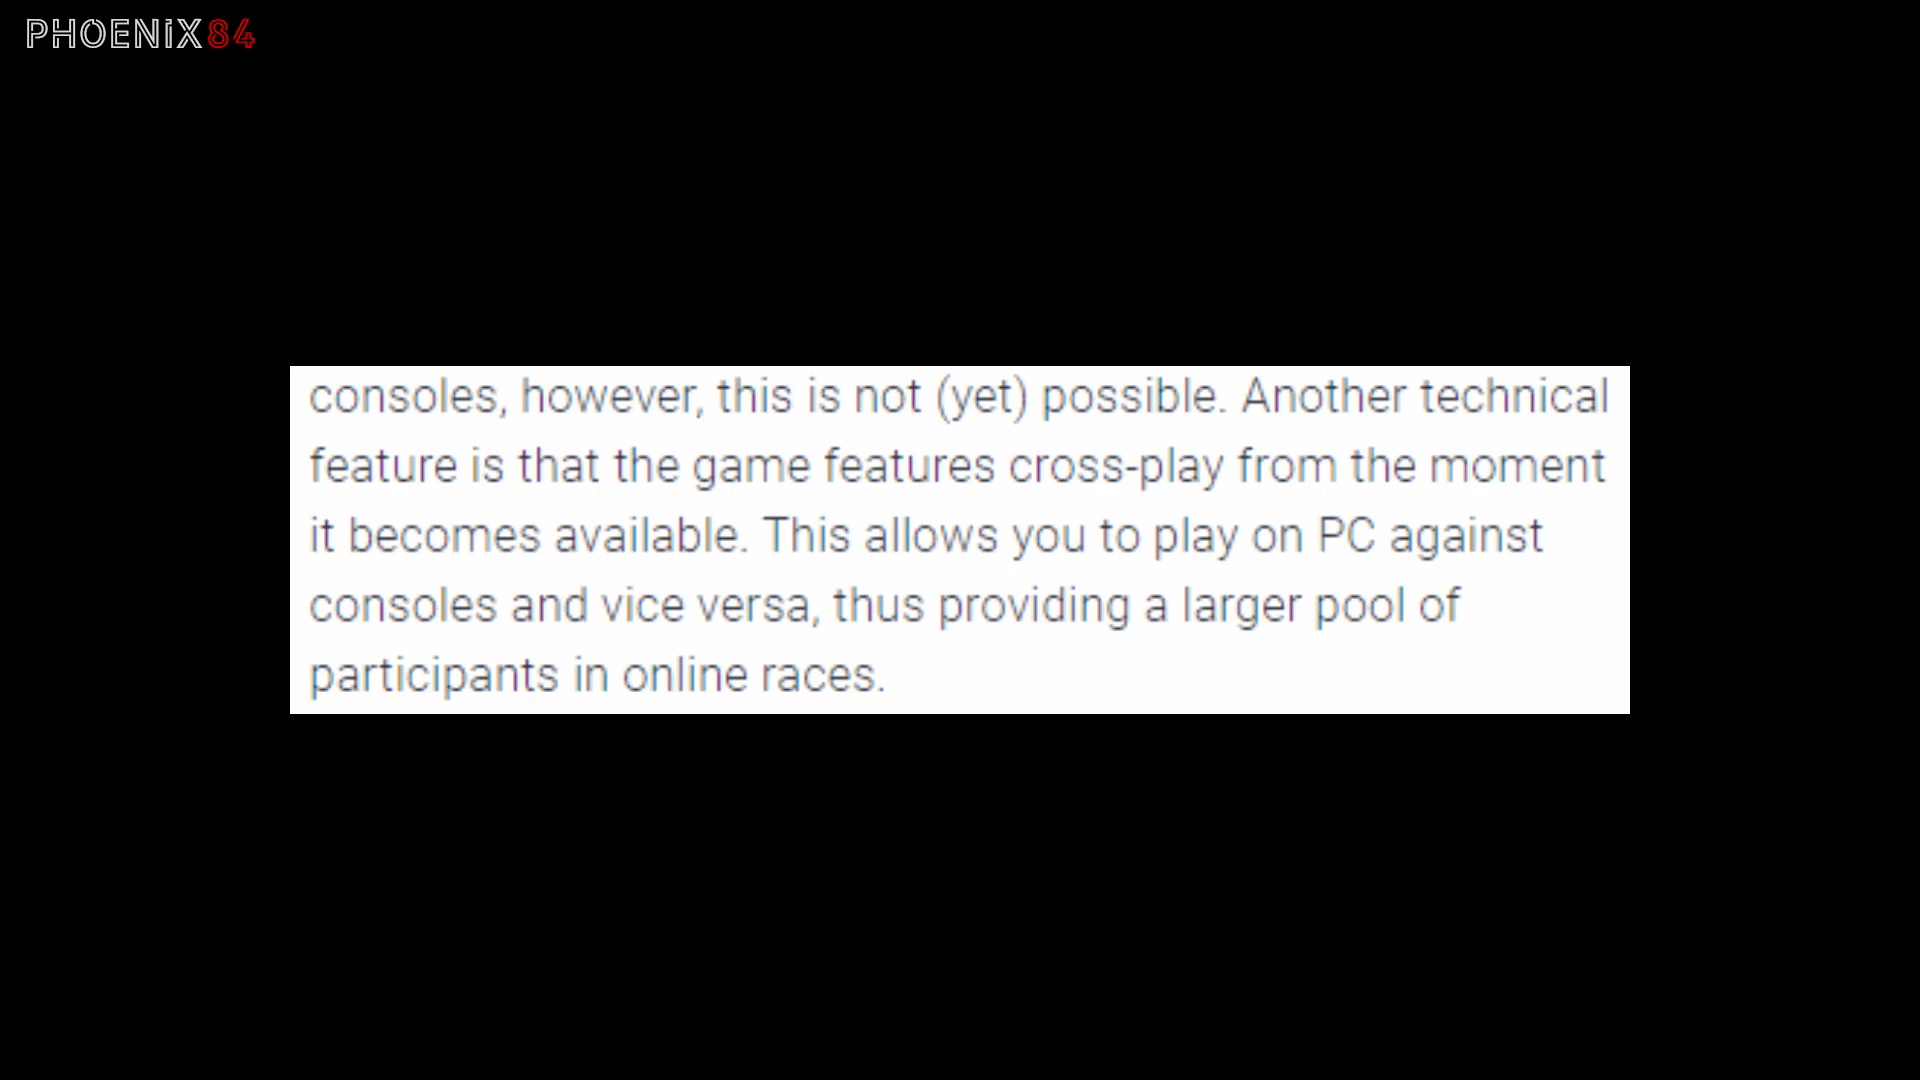 PHOENiX84
consoles, however, this is not (yet) possible. Another technical
feature is that the game features cross-play from the moment
it becomes available. This allows you to play on PC against
consoles and vice versa, thus providing a larger pool of
participants in online races.